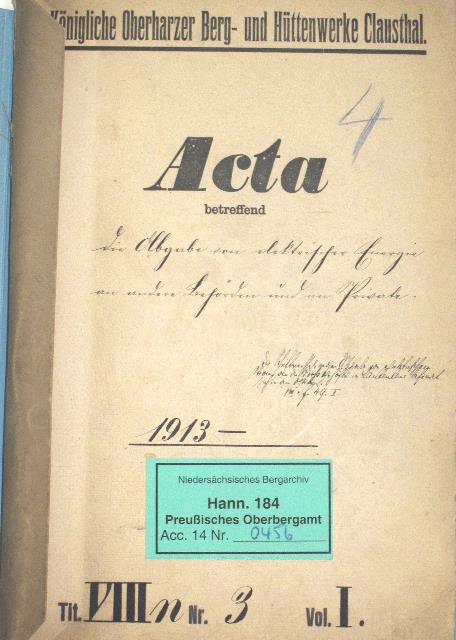 Königliche Oberharzer Berg- und Hüttenwerke Clausthal.
4
Acta
betreffend
die Abgabe von elektrischer Energie
an andere Behörden und an Private.
1913 —
Niedersächsisches Bergarchiv
Hann. 184
Preußisches Oberbergamt
Acc. 14 Nr. 0456
Tit. VIII n Nr. 3 Vol. I.